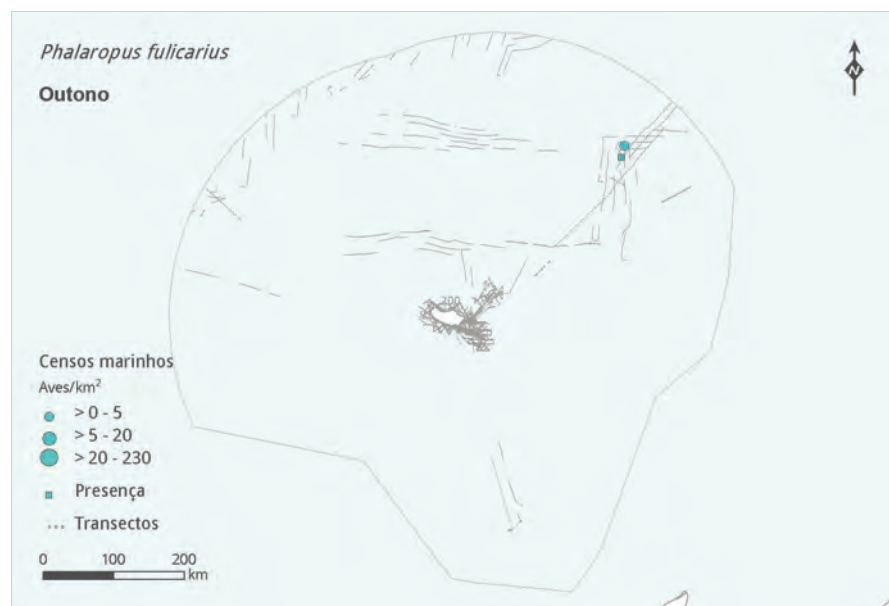 Phalaropus fulicarius
Outono
N
200
Censos marinhos
Aves/km²
> 0 - 5
> 5 - 20
> 20 - 230
Presença
Transectos
0 100 200
km